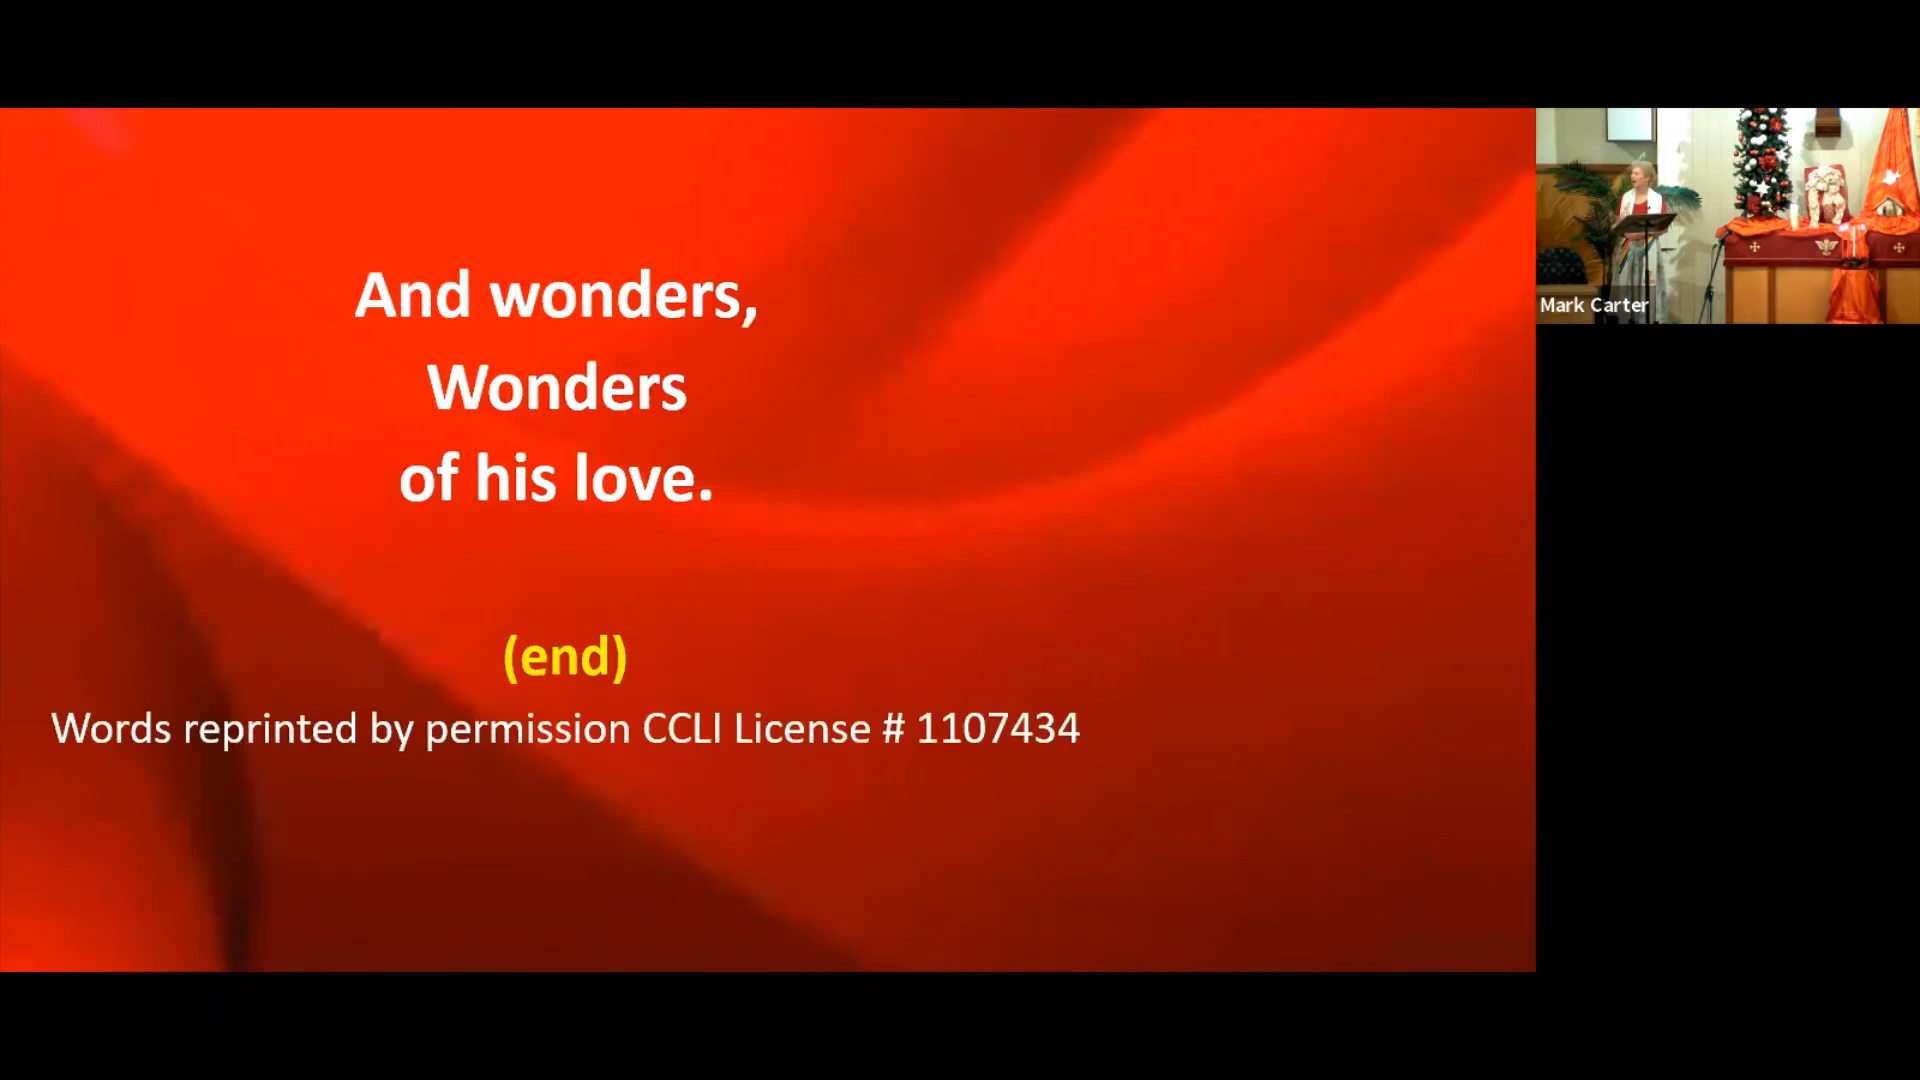 And wonders,
Wonders
of his love.
(end)
Words reprinted by permission CCLI License # 1107434
Mark Carter